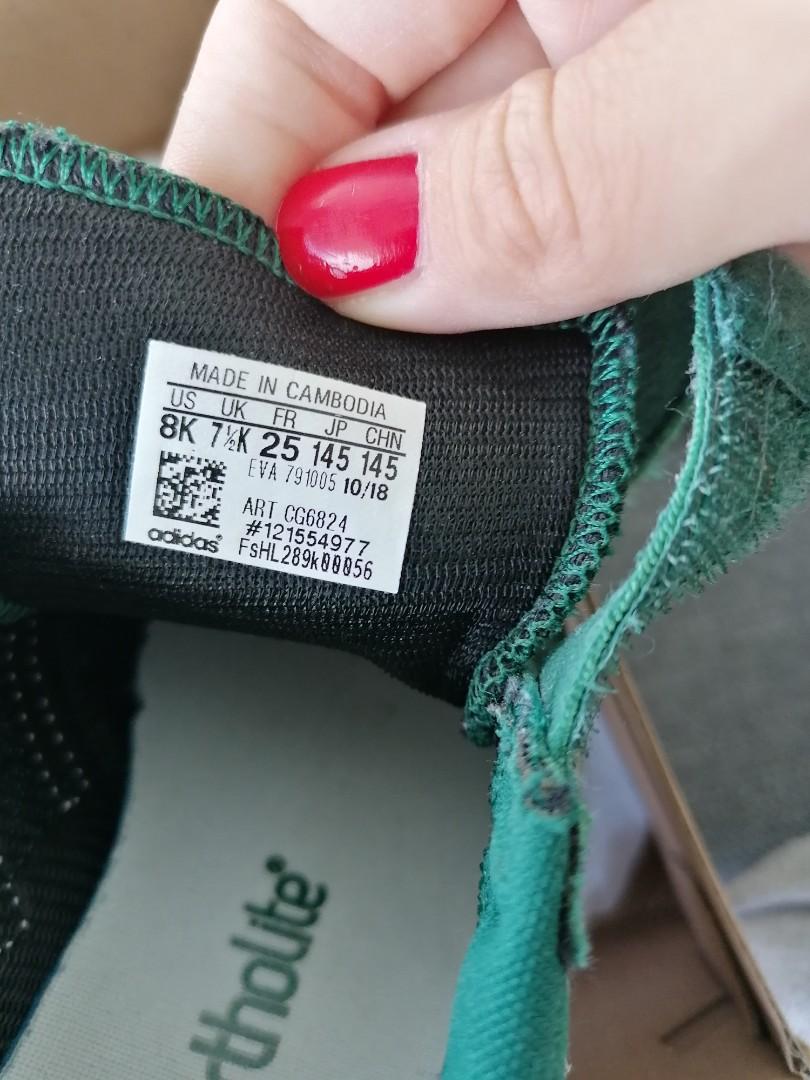 MADE IN CAMBODIA
US UK FR JP CHN
8K 7½K 25 145 145
EVA 791005 10/18
ART CG6824
#121554977
FsHL289k00056
adidas®
rtholite®